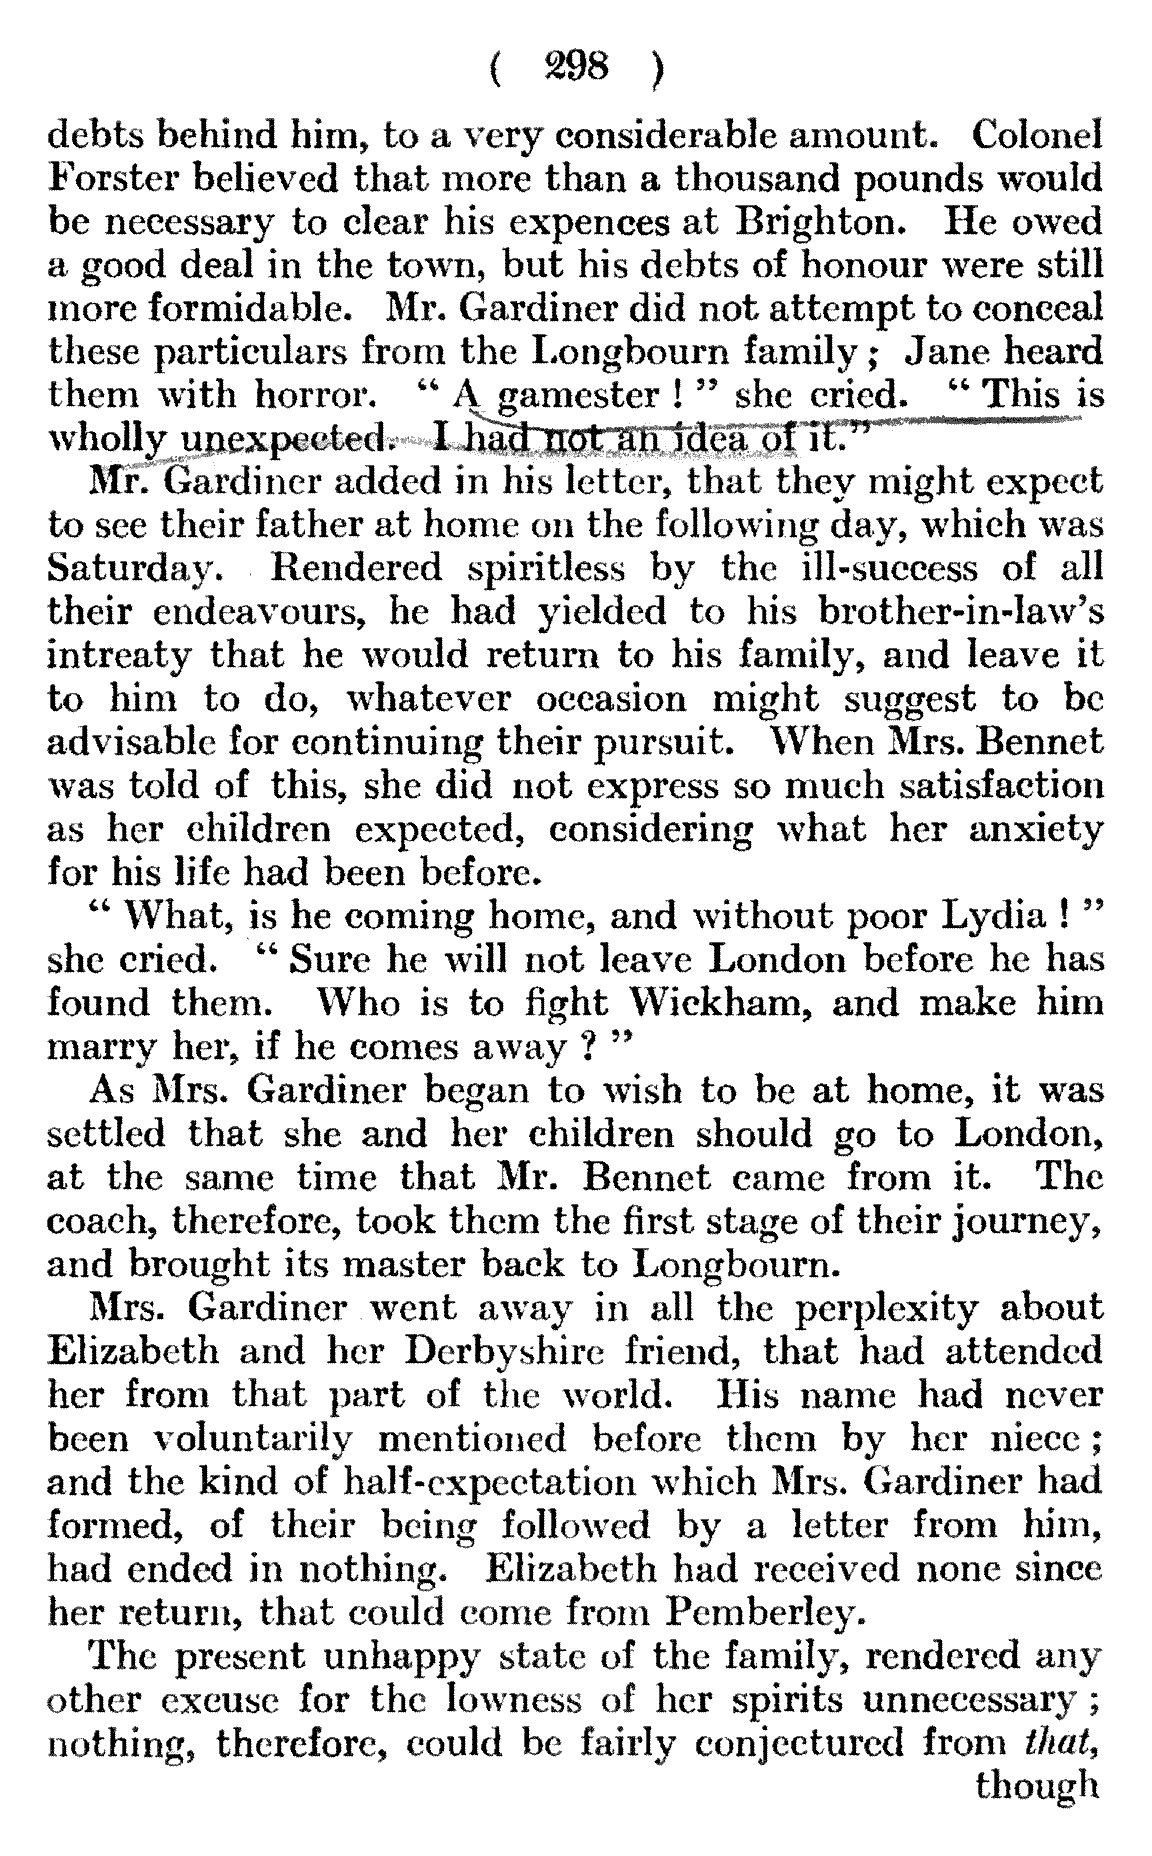 ( 298 )
debts behind him, to a very considerable amount. Colonel
Forster believed that more than a thousand pounds would
be necessary to clear his expences at Brighton. He owed
a good deal in the town, but his debts of honour were still
more formidable. Mr. Gardiner did not attempt to conceal
these particulars from the Longbourn family; Jane heard
them with horror. “ A gamester ! ” she cried. “ This is
wholly unexpected. I had not an idea of it.”
Mr. Gardiner added in his letter, that they might expect
to see their father at home on the following day, which was
Saturday. Rendered spiritless by the ill-success of all
their endeavours, he had yielded to his brother-in-law’s
intreaty that he would return to his family, and leave it
to him to do, whatever occasion might suggest to be
advisable for continuing their pursuit. When Mrs. Bennet
was told of this, she did not express so much satisfaction
as her children expected, considering what her anxiety
for his life had been before.
“ What, is he coming home, and without poor Lydia ! ”
she cried. “ Sure he will not leave London before he has
found them. Who is to fight Wickham, and make him
marry her, if he comes away ? ”
As Mrs. Gardiner began to wish to be at home, it was
settled that she and her children should go to London,
at the same time that Mr. Bennet came from it. The
coach, therefore, took them the first stage of their journey,
and brought its master back to Longbourn.
Mrs. Gardiner went away in all the perplexity about
Elizabeth and her Derbyshire friend, that had attended
her from that part of the world. His name had never
been voluntarily mentioned before them by her niece ;
and the kind of half-expectation which Mrs. Gardiner had
formed, of their being followed by a letter from him,
had ended in nothing. Elizabeth had received none since
her return, that could come from Pemberley.
The present unhappy state of the family, rendered any
other excuse for the lowness of her spirits unnecessary ;
nothing, therefore, could be fairly conjectured from that,
though